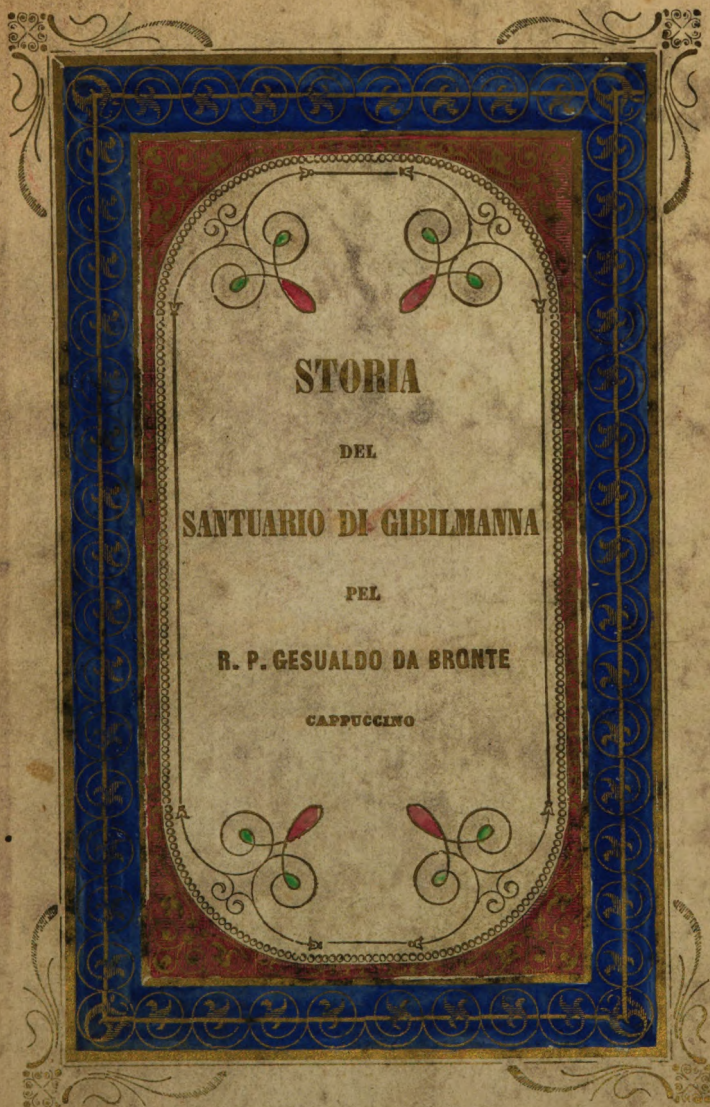 STORIA
DEL
SANTUARIO DI GIBILMANNA
PEL
R. P. GESUALDO DA BRONTE
CAPPUCCINO